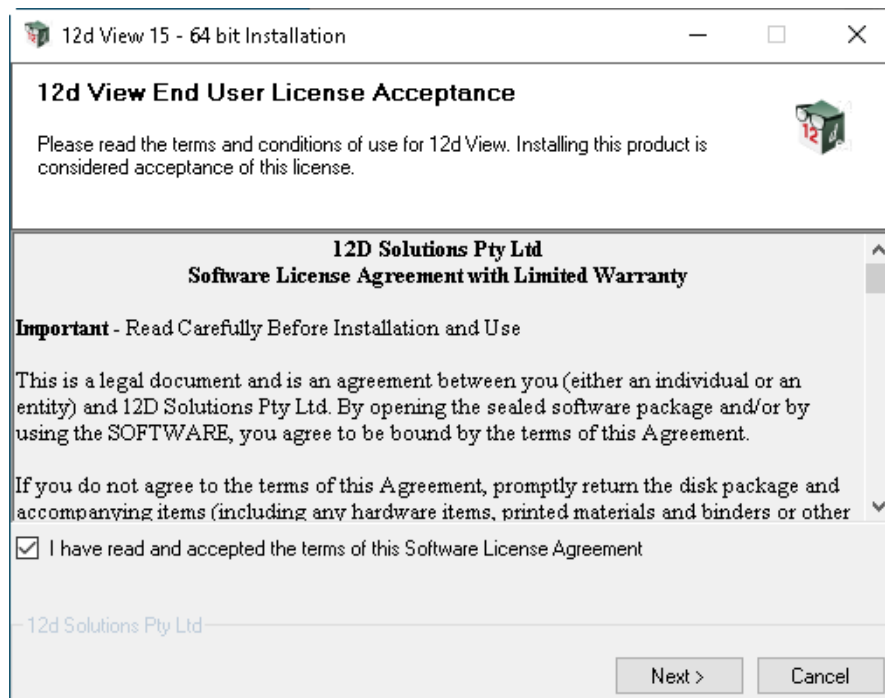 12d View 15 - 64 bit Installation
12d View End User License Acceptance
Please read the terms and conditions of use for 12d View. Installing this product is
considered acceptance of this license.
12D Solutions Pty Ltd
Software License Agreement with Limited Warranty
Important - Read Carefully Before Installation and Use
This is a legal document and is an agreement between you (either an individual or an
entity) and 12D Solutions Pty Ltd. By opening the sealed software package and/or by
using the SOFTWARE, you agree to be bound by the terms of this Agreement.
If you do not agree to the terms of this Agreement, promptly return the disk package and
accompanying items (including any hardware items, printed materials and binders or other
I have read and accepted the terms of this Software License Agreement
12d Solutions Pty Ltd
Next >
Cancel